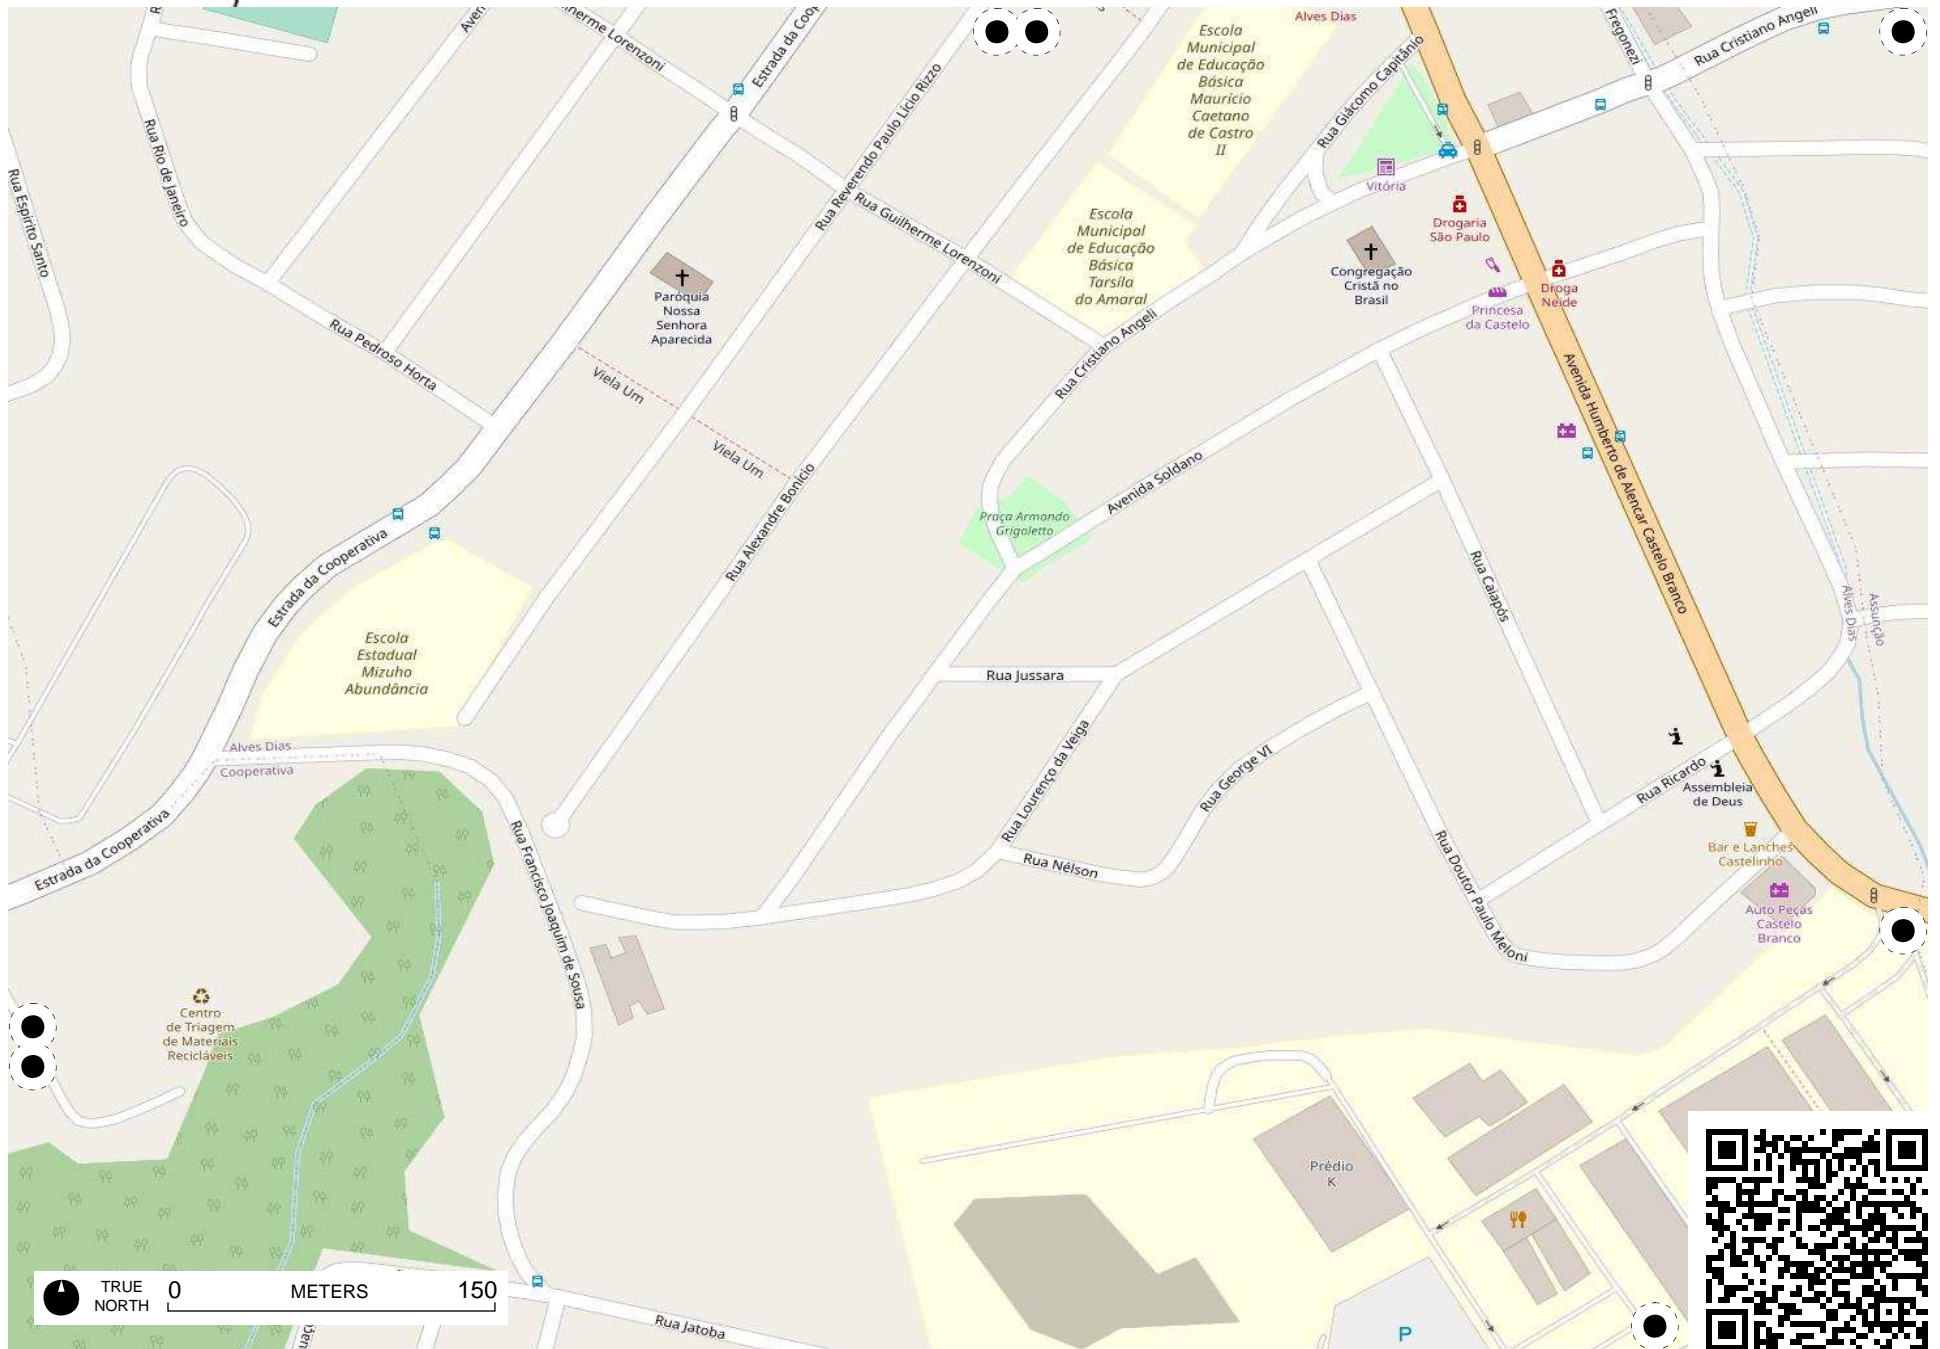 Alves Dias
Fregonezi
Rua Cristiano Angeli
Estrada da Coop
Guilherme Lorenzoni
Escola
Municipal
de Educação
Básica
Maurício
Caetano
de Castro
II
Rua Giácomo Capitânio
Rua Reverendo Paulo Lício Rizzo
Rua Rio de Janeiro
Rua Espirito Santo
Vitória
Drogaria
São Paulo
Rua Guilherme Lorenzoni
Escola
Municipal
de Educação
Básica
Tarsila
do Amaral
Congregação
Cristã no
Brasil
Droga
Neide
Princesa
da Castelo
Paróquia
Nossa
Senhora
Aparecida
Rua Pedroso Horta
Viela Um
Viela Um
Rua Cristiano Angeli
Avenida Humberto de Alencar Castelo Branco
Avenida Soldano
Praça Armando
Grigoletto
Rua Alexandre Bonício
Estrada da Cooperativa
Rua Caiapós
Alves Dias
Assunção
Escola
Estadual
Mizuho
Abundância
Rua Jussara
Alves Dias
Cooperativa
Rua Lourenço da Veiga
Rua George VI
Rua Ricardo
Assembleia
de Deus
Estrada da Cooperativa
Rua Francisco Joaquim de Sousa
Rua Nélson
Rua Doutor Paulo Meloni
Bar e Lanches
Castelinho
Auto Peças
Castelo
Branco
Centro
de Triagem
de Materiais
Recicláveis
Prédio
K
TRUE
NORTH
0 METERS 150
Rua Jatoba
P